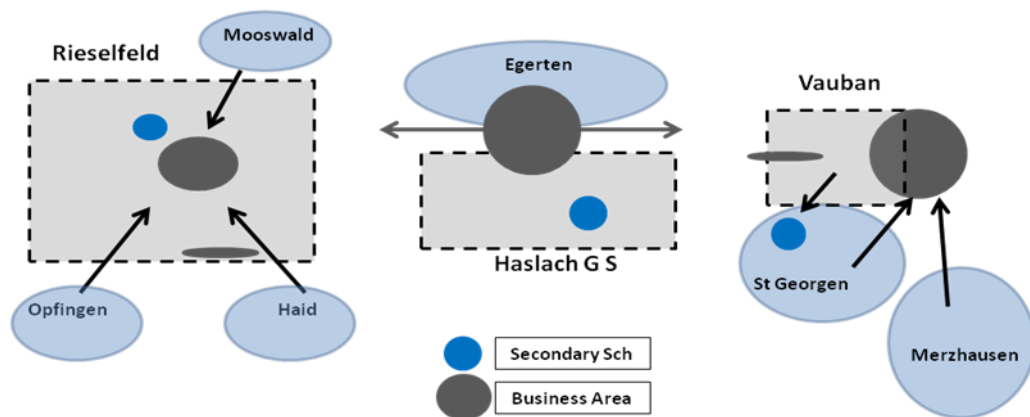 Mooswald
Rieselfeld
Opfingen
Haid
Egerten
Haslach G S
Vauban
St Georgen
Merzhausen
Secondary Sch
Business Area